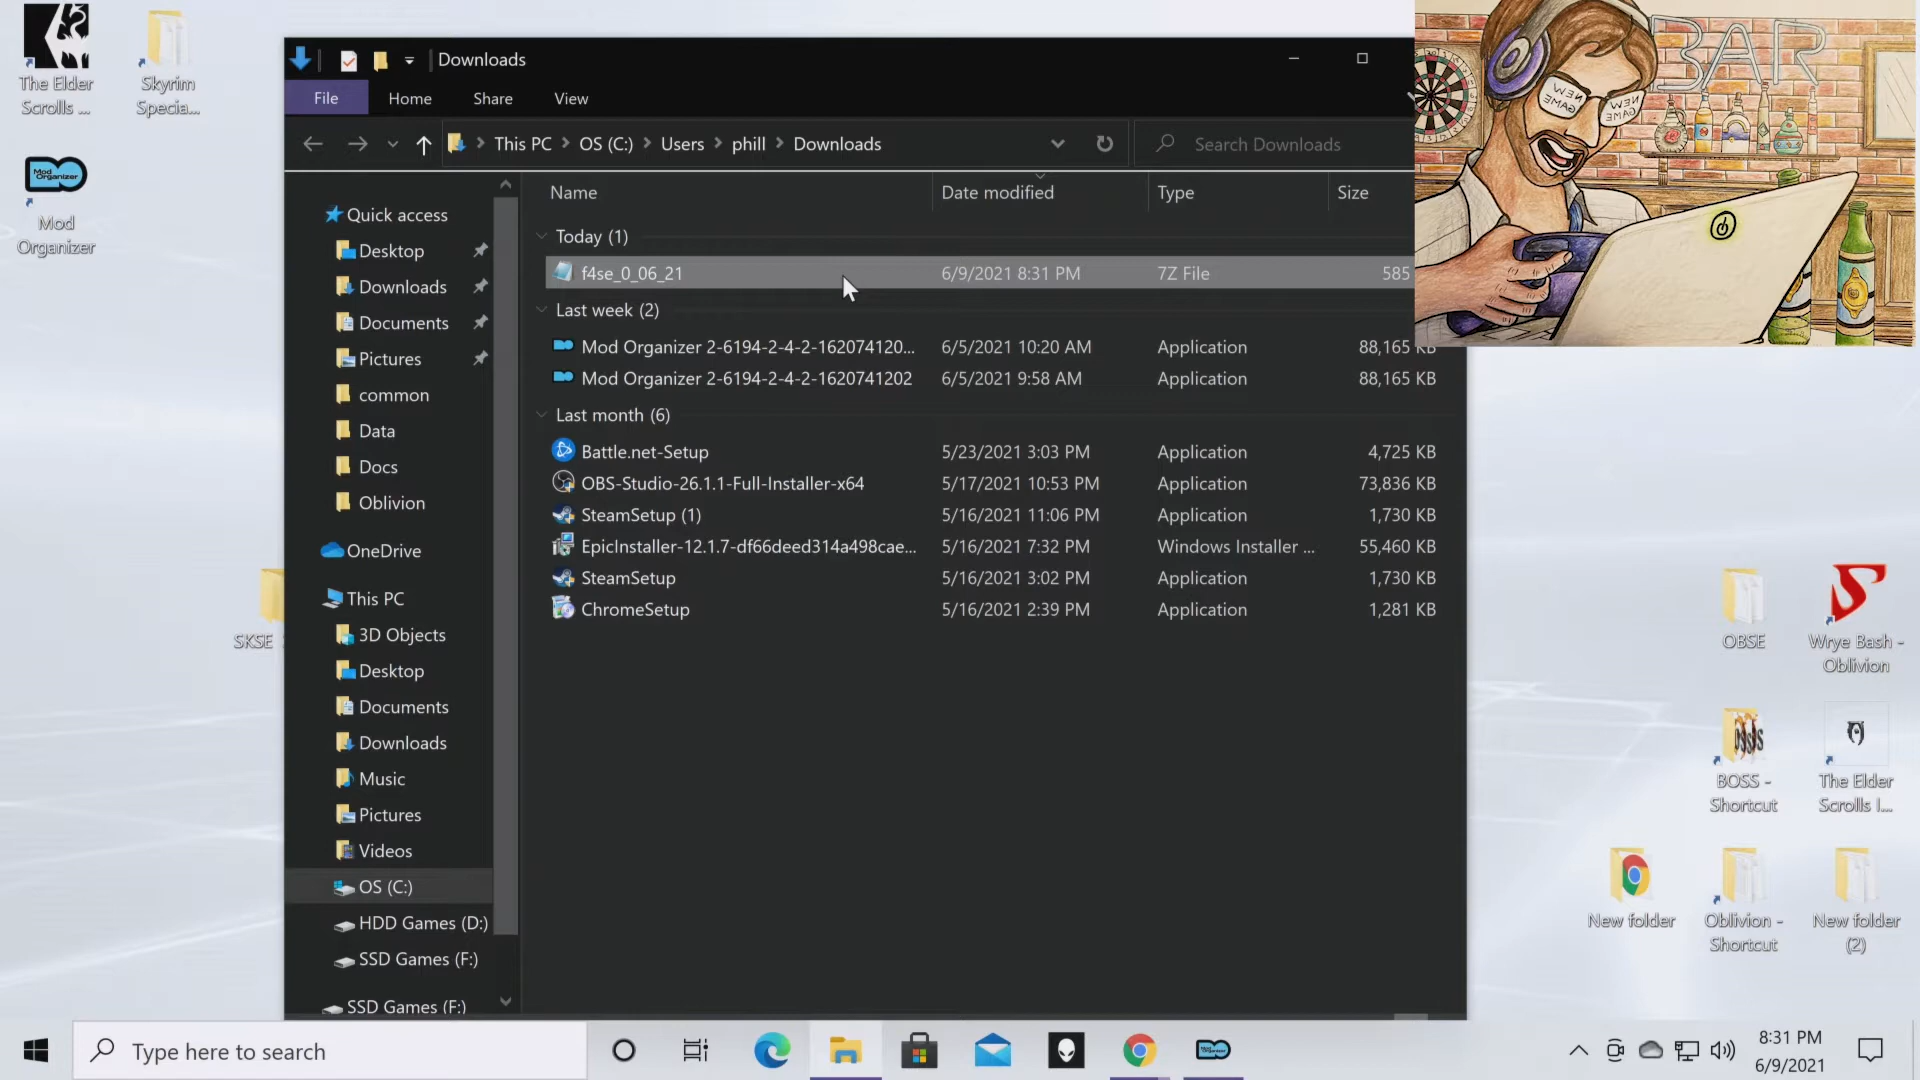 The Elder
Scrolls ...
Skyrim
Specia...
Mod Organizer
Mod
Organizer
Downloads
File
Home
Share
View
This PC
OS (C:)
Users
phill
Downloads
Search Downloads
BAR
NEW GAME
NEW GAME
Quick access
Desktop
Downloads
Documents
Pictures
common
Data
Docs
Oblivion
OneDrive
This PC
3D Objects
Desktop
Documents
Downloads
Music
Pictures
Videos
OS (C:)
HDD Games (D:)
SSD Games (F:)
SSD Games (F:)
Name Date modified Type Size
Today (1)
f4se_0_06_21 6/9/2021 8:31 PM 7Z File 585
Last week (2)
Mod Organizer 2-6194-2-4-2-162074120... 6/5/2021 10:20 AM Application 88,165 KB
Mod Organizer 2-6194-2-4-2-1620741202 6/5/2021 9:58 AM Application 88,165 KB
Last month (6)
Battle.net-Setup 5/23/2021 3:03 PM Application 4,725 KB
OBS-Studio-26.1.1-Full-Installer-x64 5/17/2021 10:53 PM Application 73,836 KB
SteamSetup (1) 5/16/2021 11:06 PM Application 1,730 KB
EpicInstaller-12.1.7-df66deed314a498cae... 5/16/2021 7:32 PM Windows Installer ... 55,460 KB
SteamSetup 5/16/2021 3:02 PM Application 1,730 KB
ChromeSetup 5/16/2021 2:39 PM Application 1,281 KB
SKSE
OBSE
Wrye Bash -
Oblivion
BOSS -
Shortcut
The Elder
Scrolls I...
New folder
Oblivion -
Shortcut
New folder
(2)
Type here to search
8:31 PM
6/9/2021